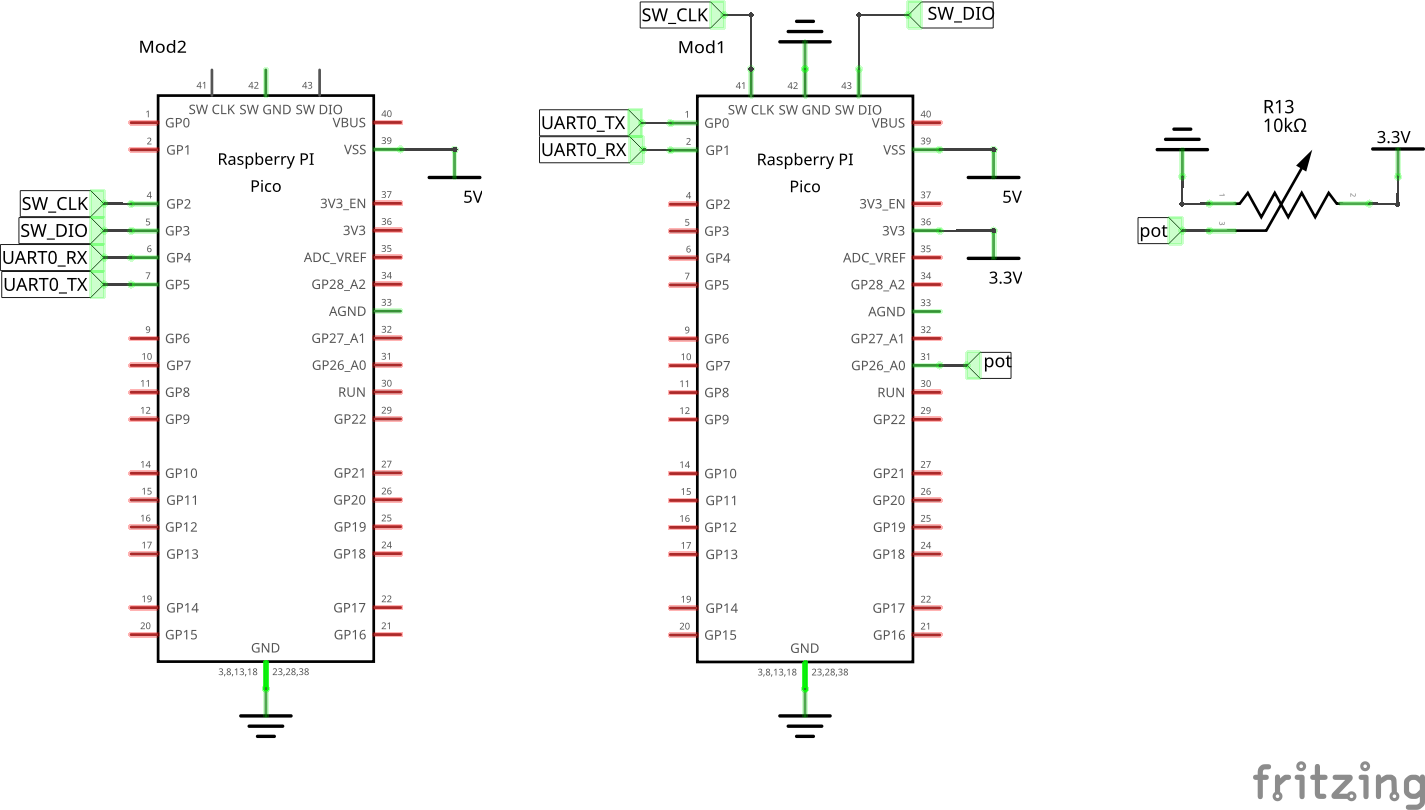 Mod2
41 42 43
SW CLK SW GND SW DIO
Raspberry PI
Pico
1 GP0
2 GP1
SW_CLK 4 GP2
SW_DIO 5 GP3
UART0_RX 6 GP4
UART0_TX 7 GP5
9 GP6
10 GP7
11 GP8
12 GP9
14 GP10
15 GP11
16 GP12
17 GP13
19 GP14
20 GP15
VBUS 40
VSS 39
5V
3V3_EN 37
3V3 36
ADC_VREF 35
GP28_A2 34
AGND 33
GP27_A1 32
GP26_A0 31
RUN 30
GP22 29
GP21 27
GP20 26
GP19 25
GP18 24
GP17 22
GP16 21
GND
3,8,13,18 23,28,38
SW_CLK
SW_DIO
Mod1
41 42 43
SW CLK SW GND SW DIO
Raspberry PI
Pico
UART0_TX 1 GP0
UART0_RX 2 GP1
4 GP2
5 GP3
6 GP4
7 GP5
9 GP6
10 GP7
11 GP8
12 GP9
14 GP10
15 GP11
16 GP12
17 GP13
19 GP14
20 GP15
VBUS 40
VSS 39
5V
3V3_EN 37
3V3 36
3.3V
ADC_VREF 35
GP28_A2 34
AGND 33
GP27_A1 32
GP26_A0 31 pot
RUN 30
GP22 29
GP21 27
GP20 26
GP19 25
GP18 24
GP17 22
GP16 21
GND
3,8,13,18 23,28,38
R13
10kΩ
3.3V
1 2
pot 3
fritzing